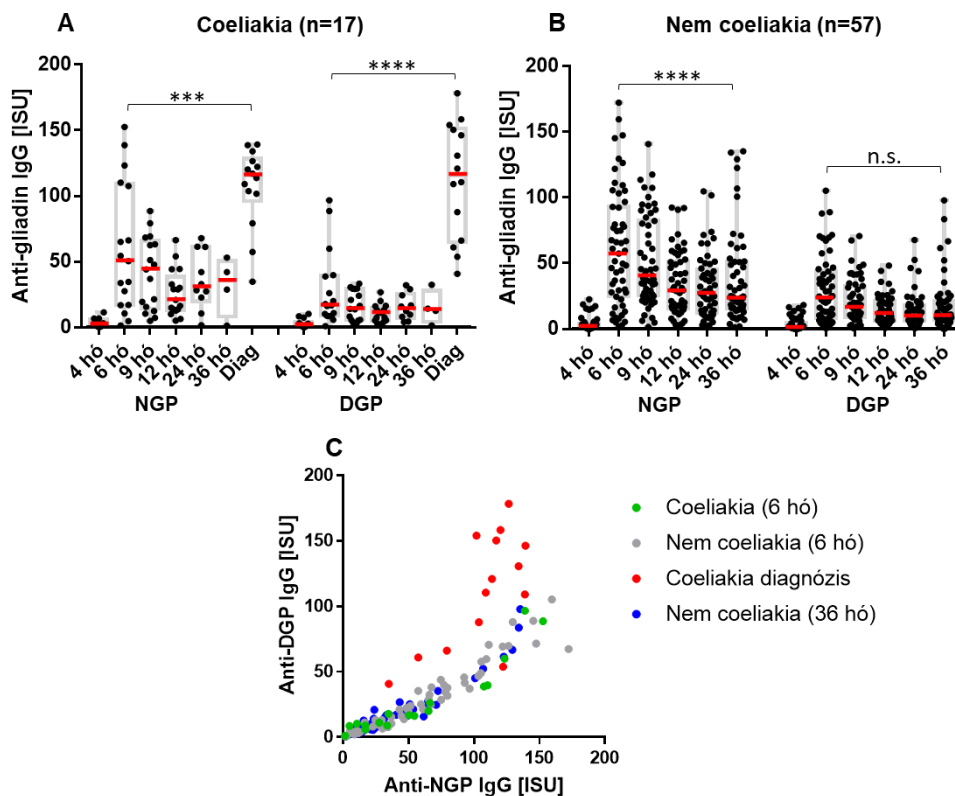 A
Coeliakia (n=17)
Anti-gliadin IgG [ISU]
200
150
100
50
0
***
****
4 hó
6 hó
9 hó
12 hó
24 hó
36 hó
Diag
4 hó
6 hó
9 hó
12 hó
24 hó
36 hó
Diag
NGP
DGP
B
Nem coeliakia (n=57)
Anti-gliadin IgG [ISU]
200
150
100
50
0
****
n.s.
4 hó
6 hó
9 hó
12 hó
24 hó
36 hó
4 hó
6 hó
9 hó
12 hó
24 hó
36 hó
NGP
DGP
C
Anti-DGP IgG [ISU]
200
150
100
50
0
0
50
100
150
200
Anti-NGP IgG [ISU]
Coeliakia (6 hó)
Nem coeliakia (6 hó)
Coeliakia diagnózis
Nem coeliakia (36 hó)